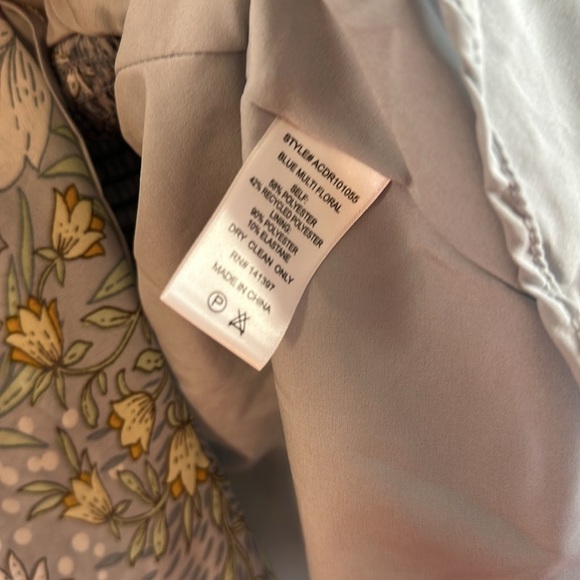 STYLE# ACDR101055
BLUE MULTI FLORAL
SELF:
58% POLYESTER
42% RECYCLED POLYESTER
LINING:
90% POLYESTER
10% ELASTANE
DRY CLEAN ONLY
RN# 141397
MADE IN CHINA
P